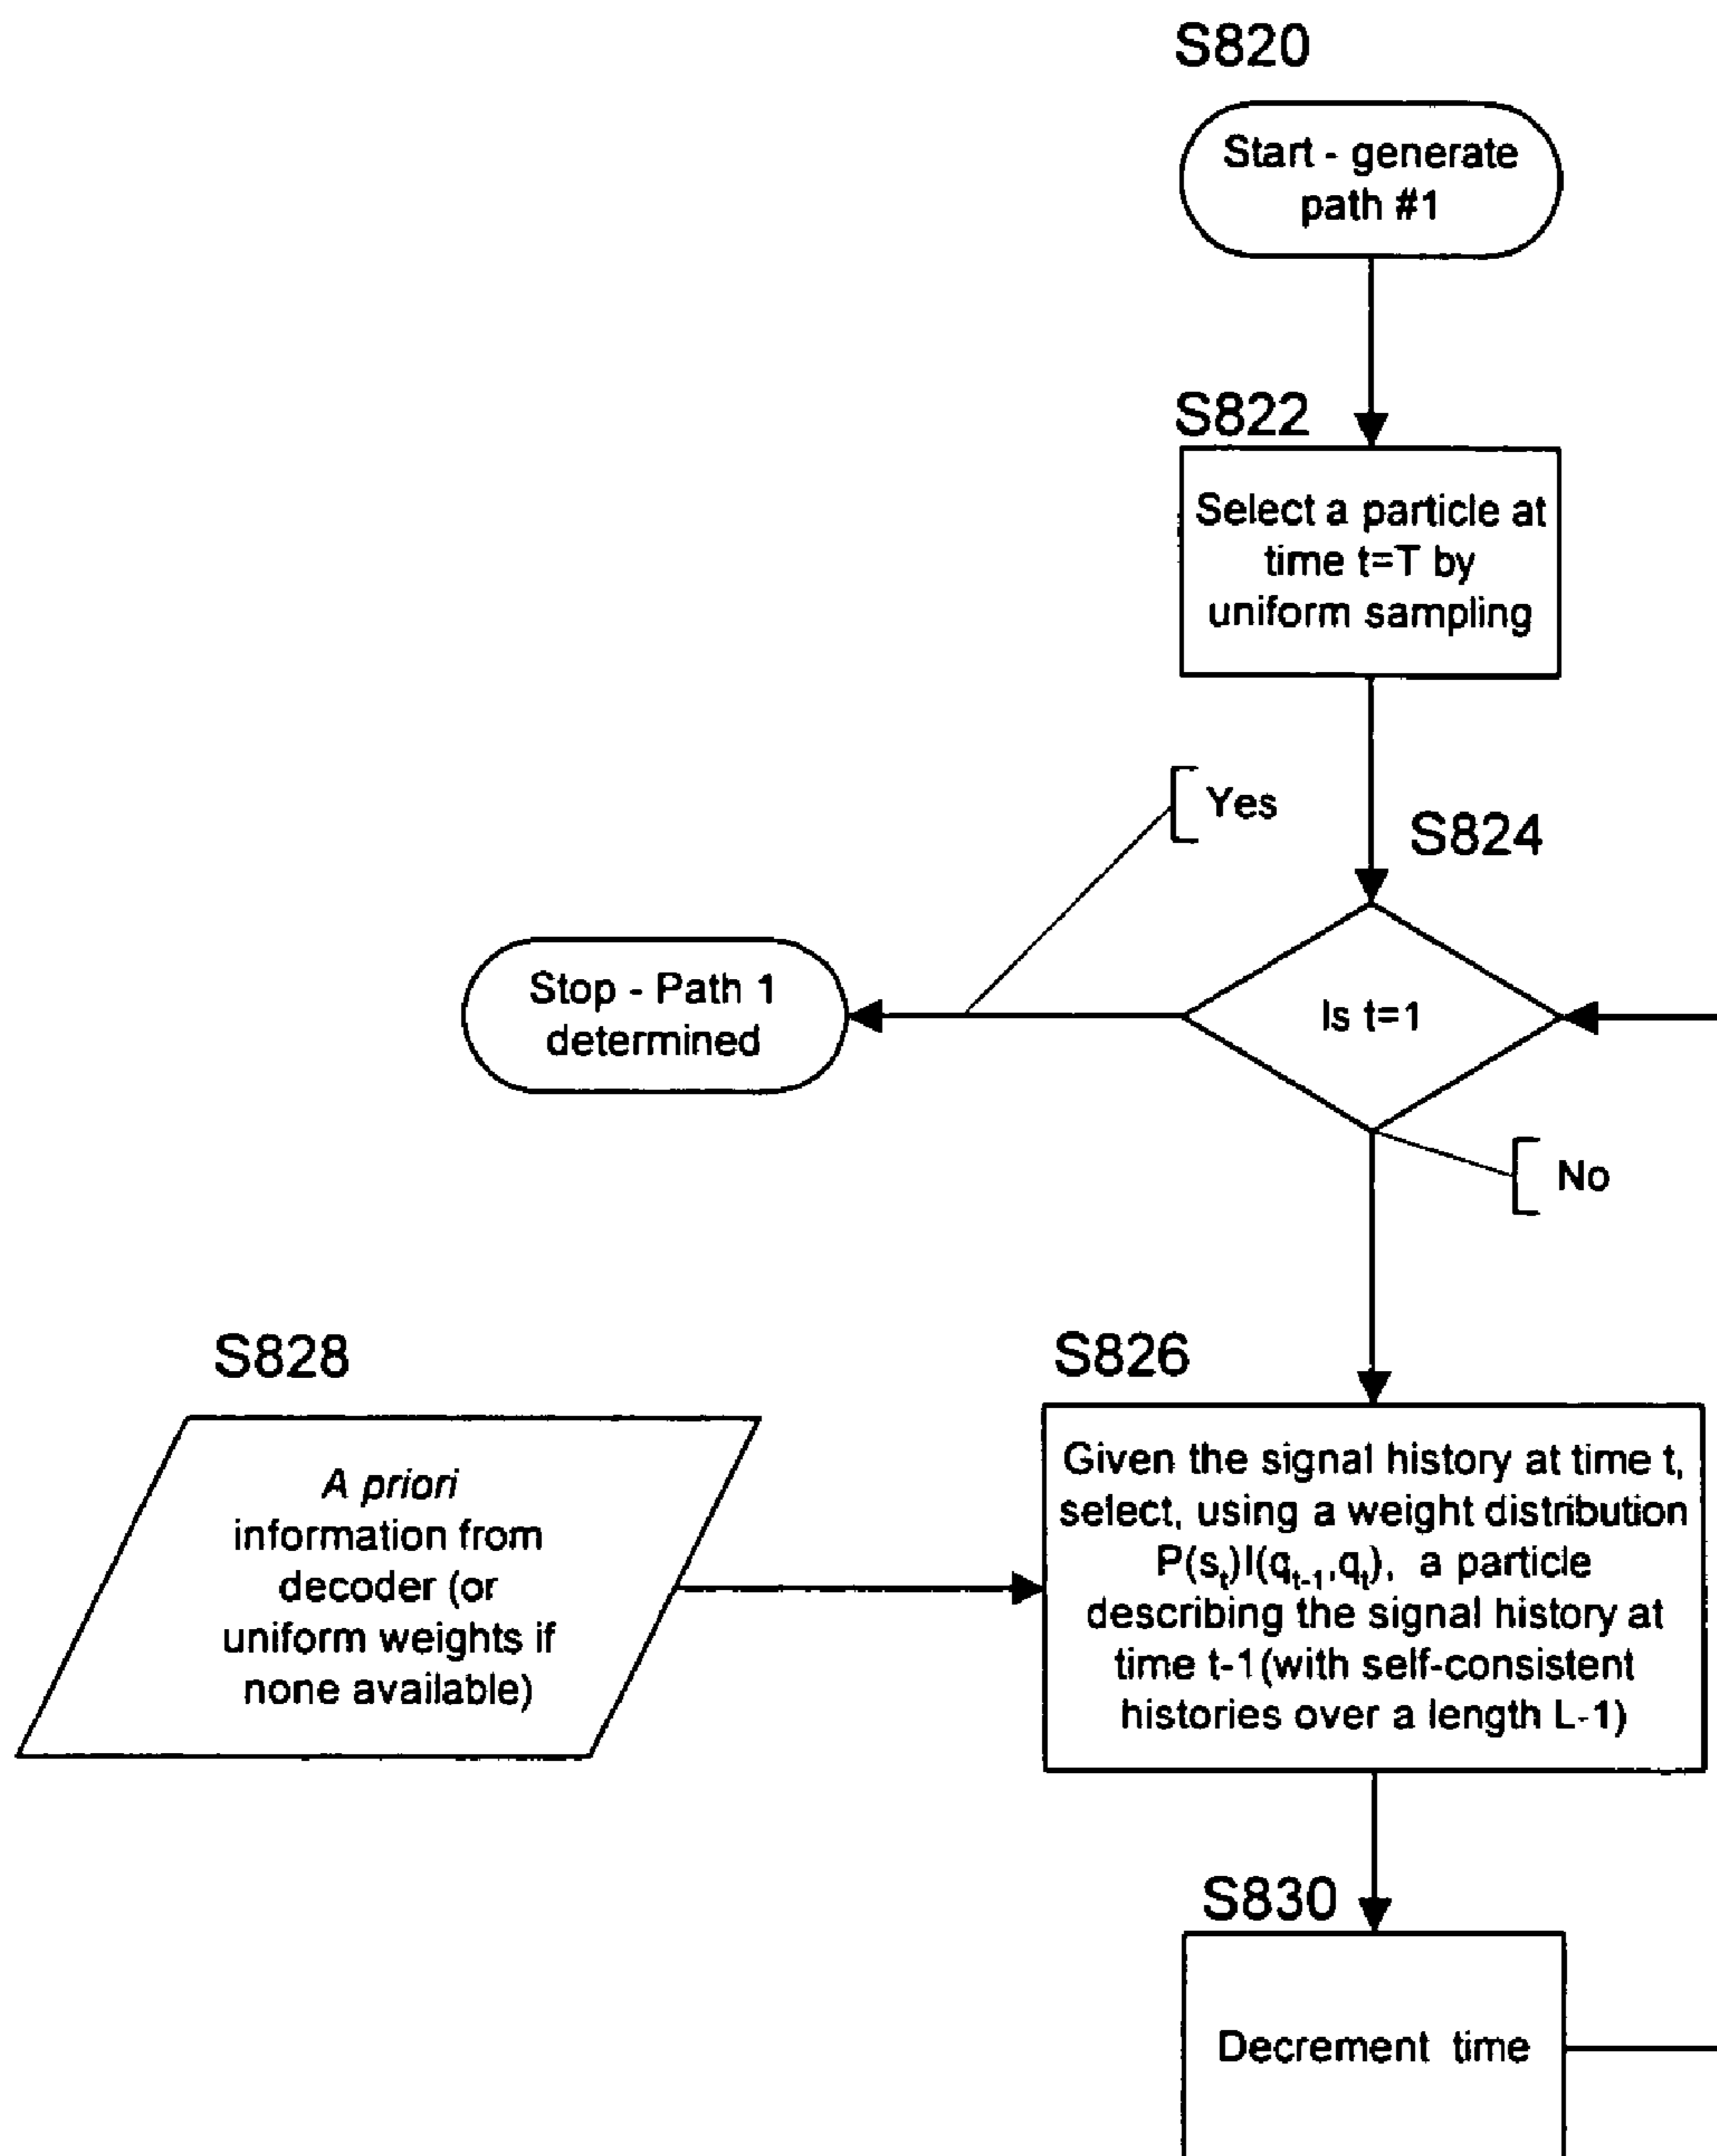 S820
Start - generate
path #1
S822
Select a particle at
time t=T by
uniform sampling
Yes
S824
Stop - Path 1
determined
Is t=1
No
S828
A priori
information from
decoder (or
uniform weights if
none available)
S826
Given the signal history at time t,
select, using a weight distribution
P(sₜ)I(qₜ₋₁,qₜ), a particle
describing the signal history at
time t-1(with self-consistent
histories over a length L-1)
S830
Decrement time